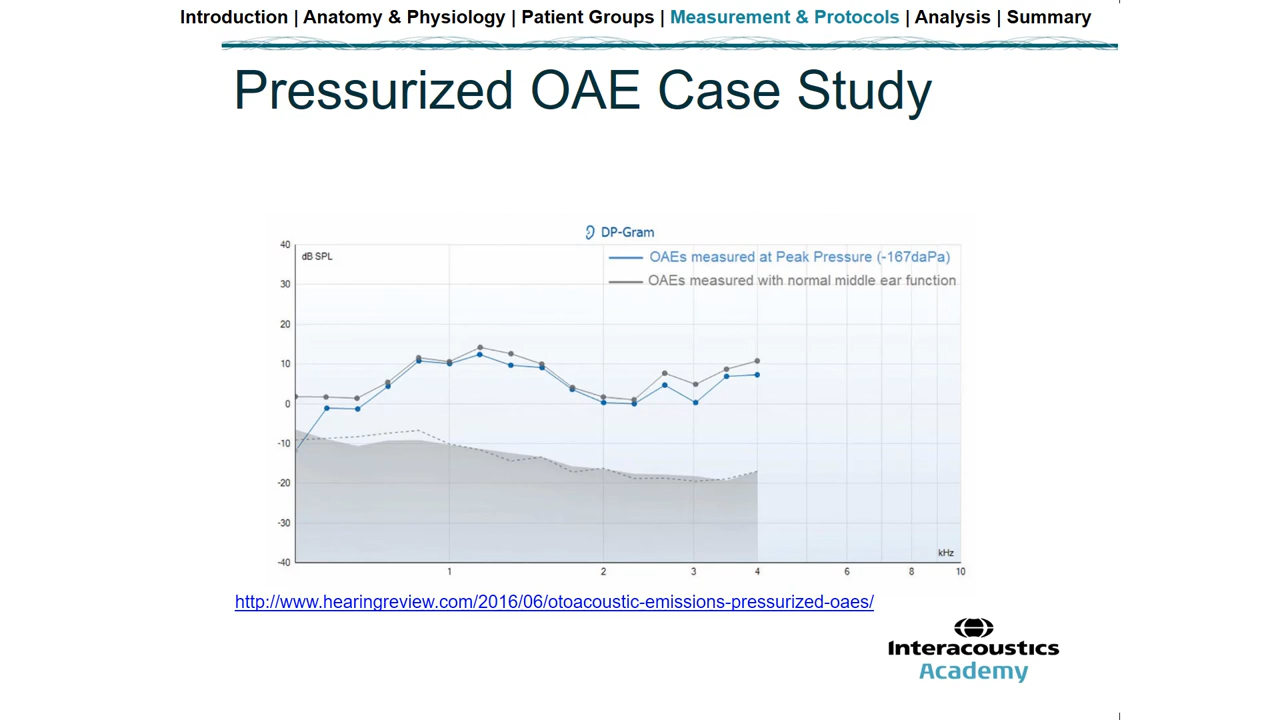 Introduction | Anatomy & Physiology | Patient Groups | Measurement & Protocols | Analysis | Summary
Pressurized OAE Case Study
DP-Gram
40
dB SPL
OAEs measured at Peak Pressure (-167daPa)
OAEs measured with normal middle ear function
30
20
10
0
-10
-20
-30
-40
kHz
1
2
3
4
6
8
10
http://www.hearingreview.com/2016/06/otoacoustic-emissions-pressurized-oaes/
Interacoustics
Academy